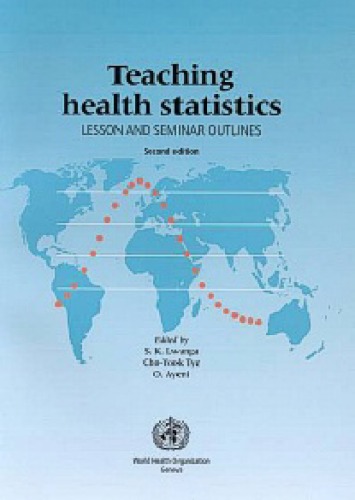 Teaching
health statistics
LESSON AND SEMINAR OUTLINES
Second edition
Edited by
S. K. Lwanga
Cho-Yook Tye
O. Ayeni
World Health Organization
Geneva